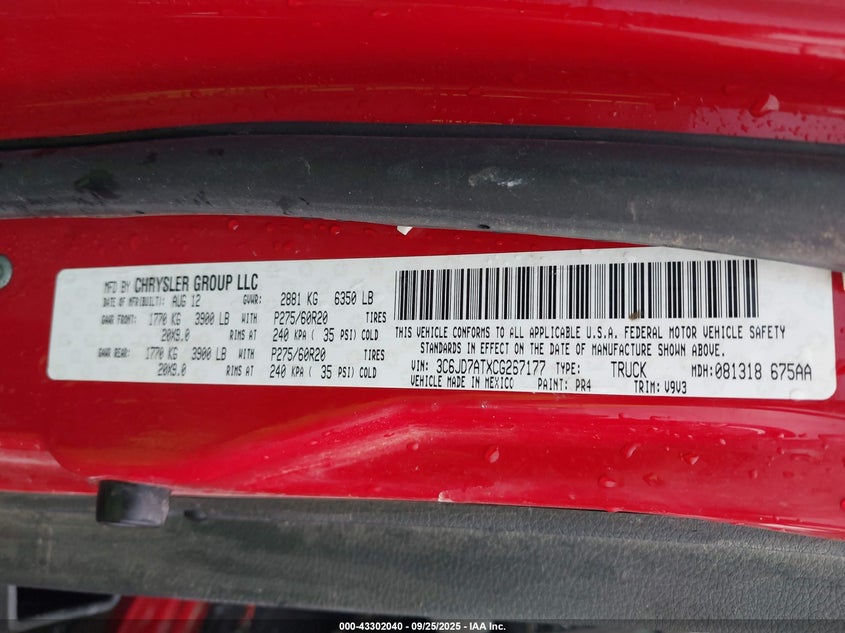 MFD BY CHRYSLER GROUP LLC
DATE OF MFR(BUILT): AUG 12 GVWR: 2881 KG 6350 LB
GAWR FRONT: 1770 KG 3900 LB WITH P275/60R20 TIRES
20X9.0 RIMS AT 240 KPA ( 35 PSI) COLD
GAWR REAR: 1770 KG 3900 LB WITH P275/60R20 TIRES
20X9.0 RIMS AT 240 KPA ( 35 PSI) COLD
THIS VEHICLE CONFORMS TO ALL APPLICABLE U.S.A. FEDERAL MOTOR VEHICLE SAFETY
STANDARDS IN EFFECT ON THE DATE OF MANUFACTURE SHOWN ABOVE.
VIN: 3C6JD7ATXCG267177 TYPE: TRUCK MDH: 081318 675AA
VEHICLE MADE IN MEXICO PAINT: PR4 TRIM: V9V3
000-43302040 - 09/25/2025 - IAA Inc.